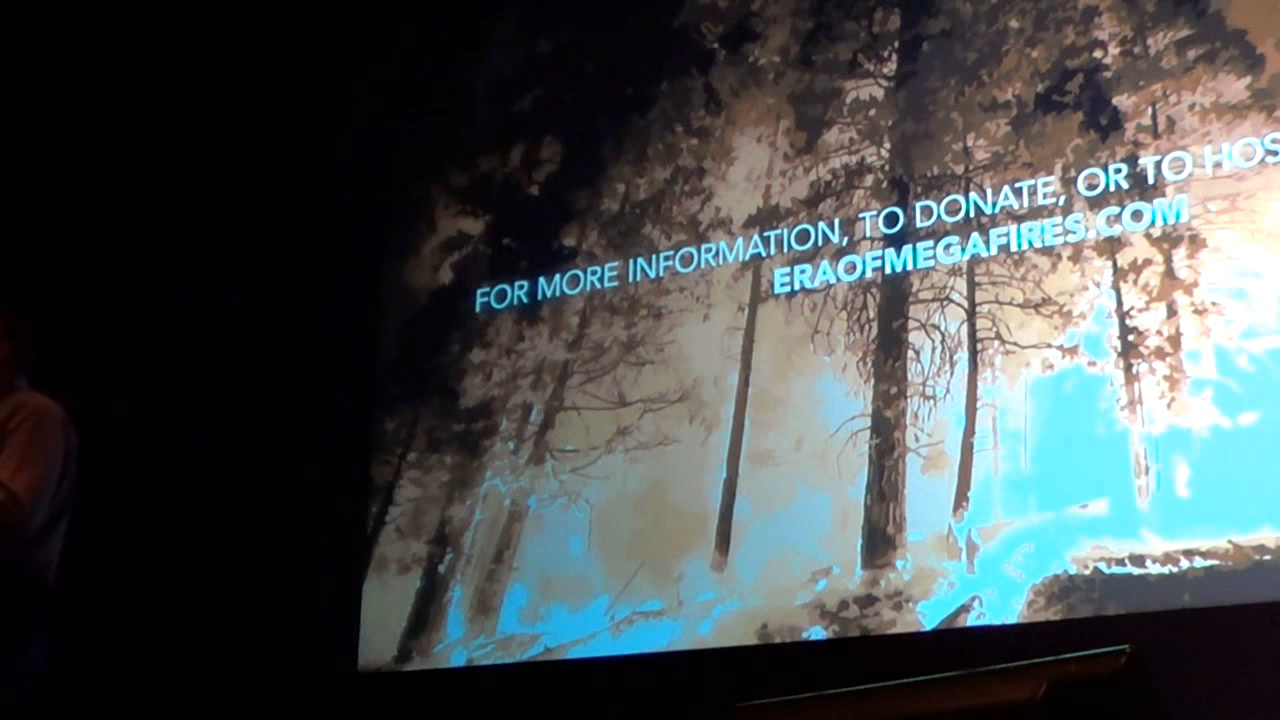 FOR MORE INFORMATION, TO DONATE, OR TO HOS
ERAOFMEGAFIRES.COM